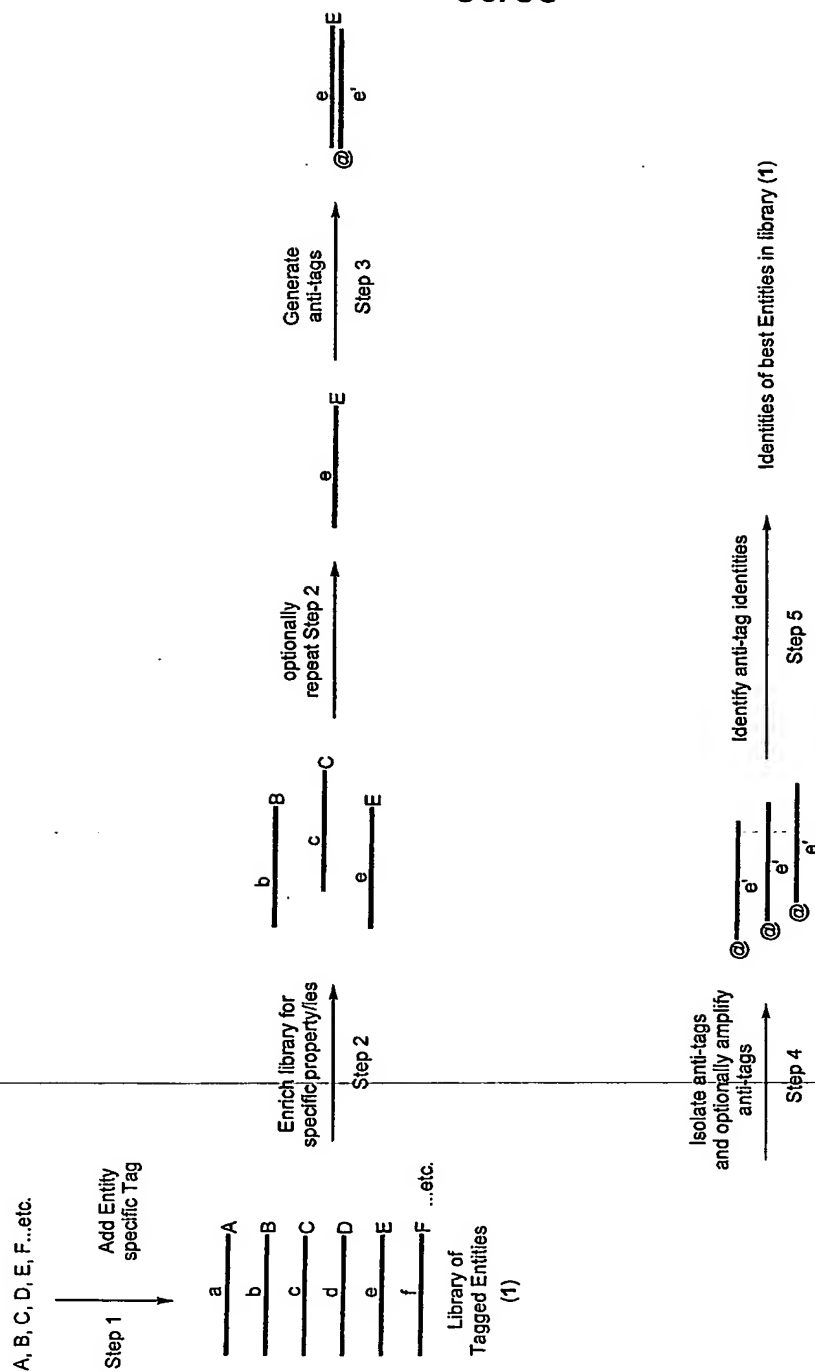 A, B, C, D, E, F...etc.
Step 1
Add Entity
specific Tag
a
A
b
B
c
C
d
D
e
E
f
F
...etc.
Library of
Tagged Entities
(1)
Enrich library for
specific property/ies
Step 2
b
B
c
C
e
E
optionally
repeat Step 2
e
E
Generate
anti-tags
Step 3
e
E
@
e'
Isolate anti-tags
and optionally amplify
anti-tags
Step 4
@
e'
@
e'
@
e'
Identify anti-tag identities
Step 5
Identities of best Entities in library (1)